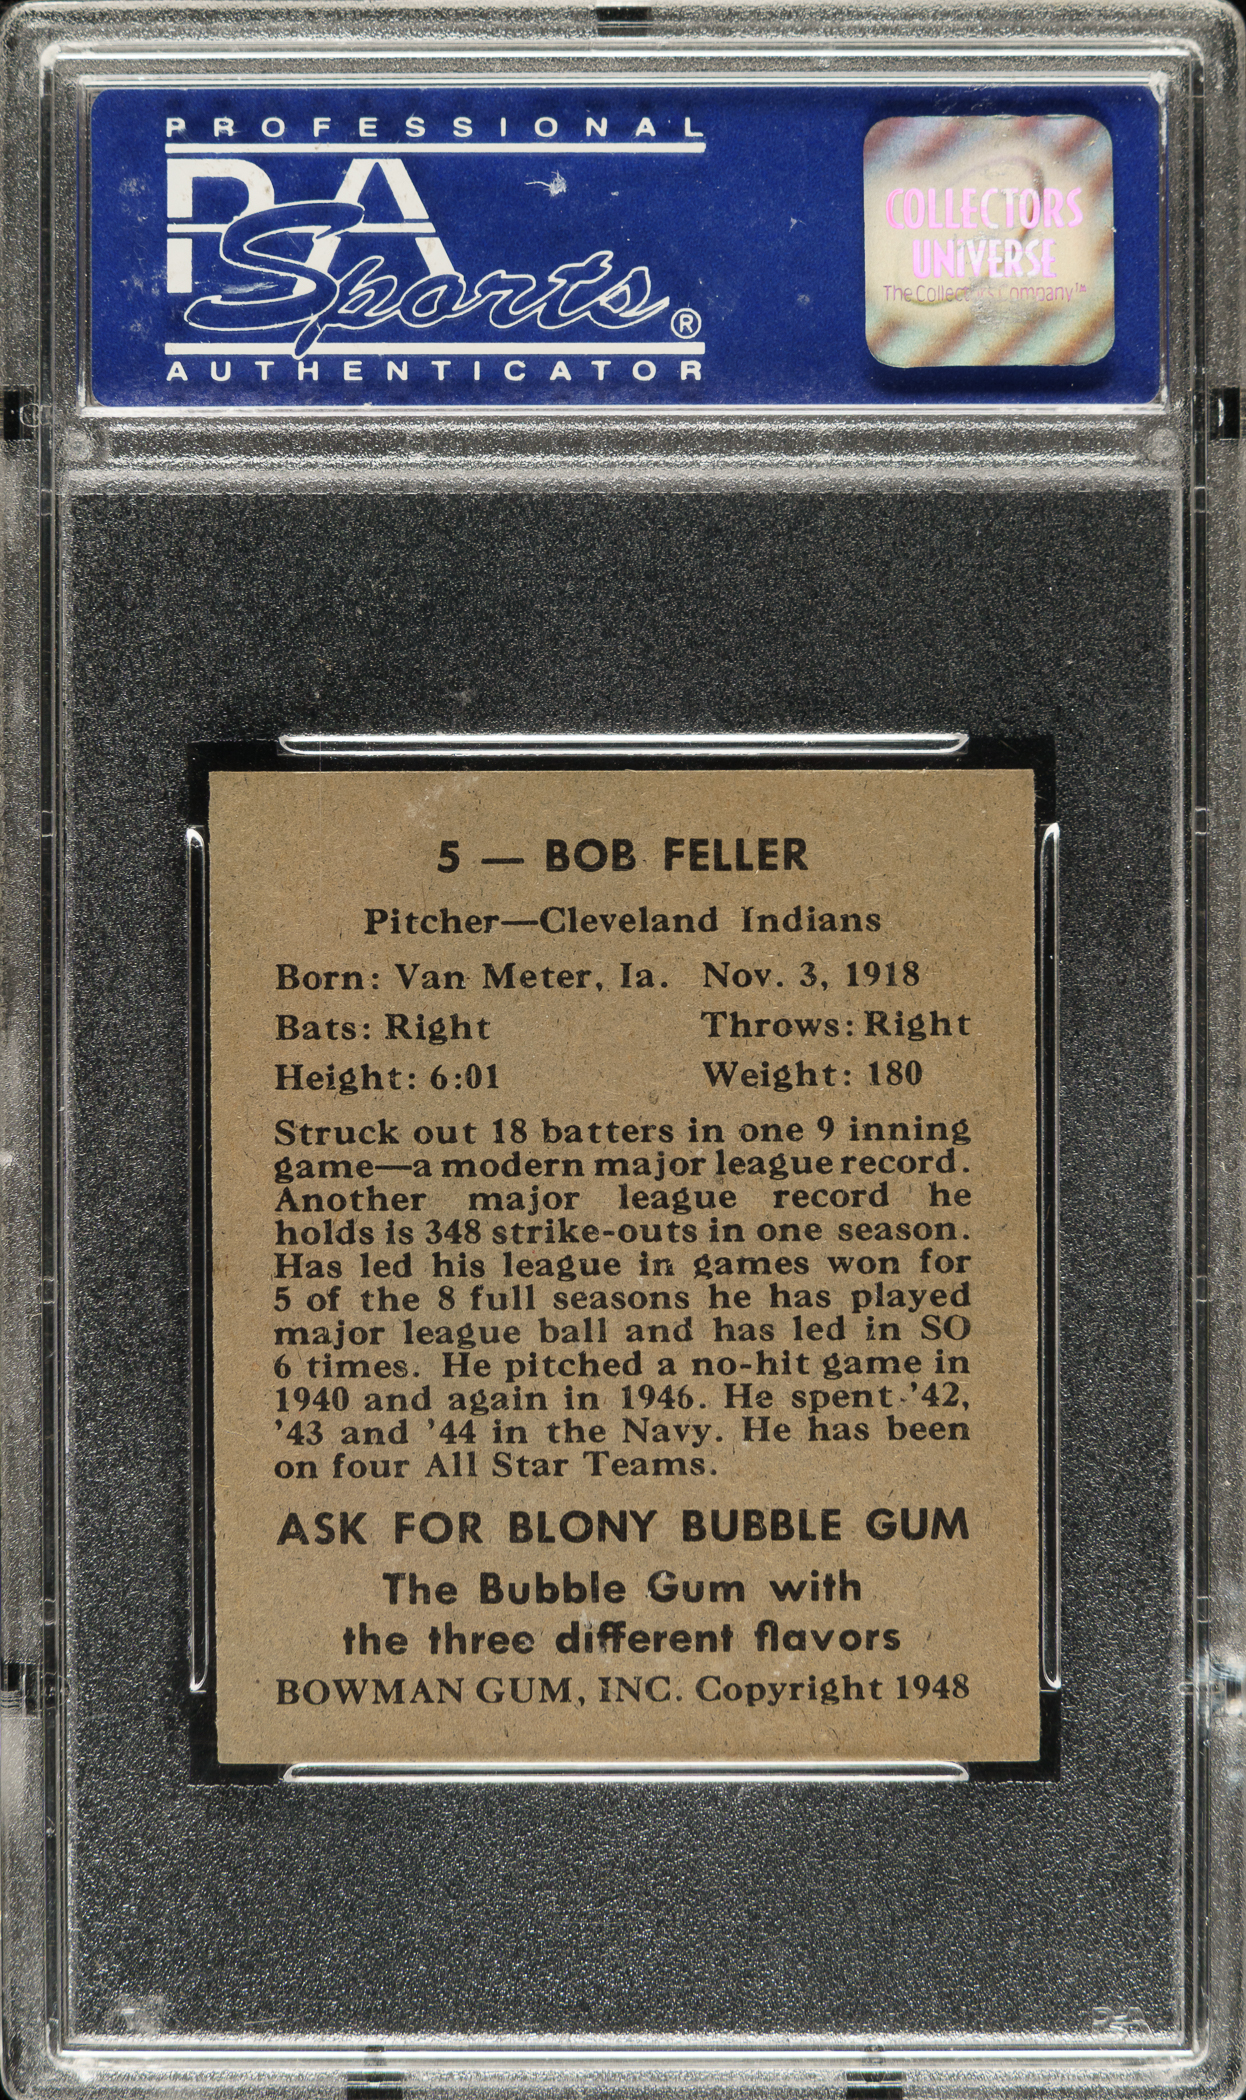 PROFESSIONAL
PSA
Sports ®
AUTHENTICATOR
COLLECTORS
UNIVERSE
The Collectors Company™
5 — BOB FELLER
Pitcher—Cleveland Indians
Born: Van Meter, Ia. Nov. 3, 1918
Bats: Right Throws: Right
Height: 6:01 Weight: 180
Struck out 18 batters in one 9 inning
game—a modern major league record.
Another major league record he
holds is 348 strike-outs in one season.
Has led his league in games won for
5 of the 8 full seasons he has played
major league ball and has led in SO
6 times. He pitched a no-hit game in
1940 and again in 1946. He spent '42,
'43 and '44 in the Navy. He has been
on four All Star Teams.
ASK FOR BLONY BUBBLE GUM
The Bubble Gum with
the three different flavors
BOWMAN GUM, INC. Copyright 1948
PSA